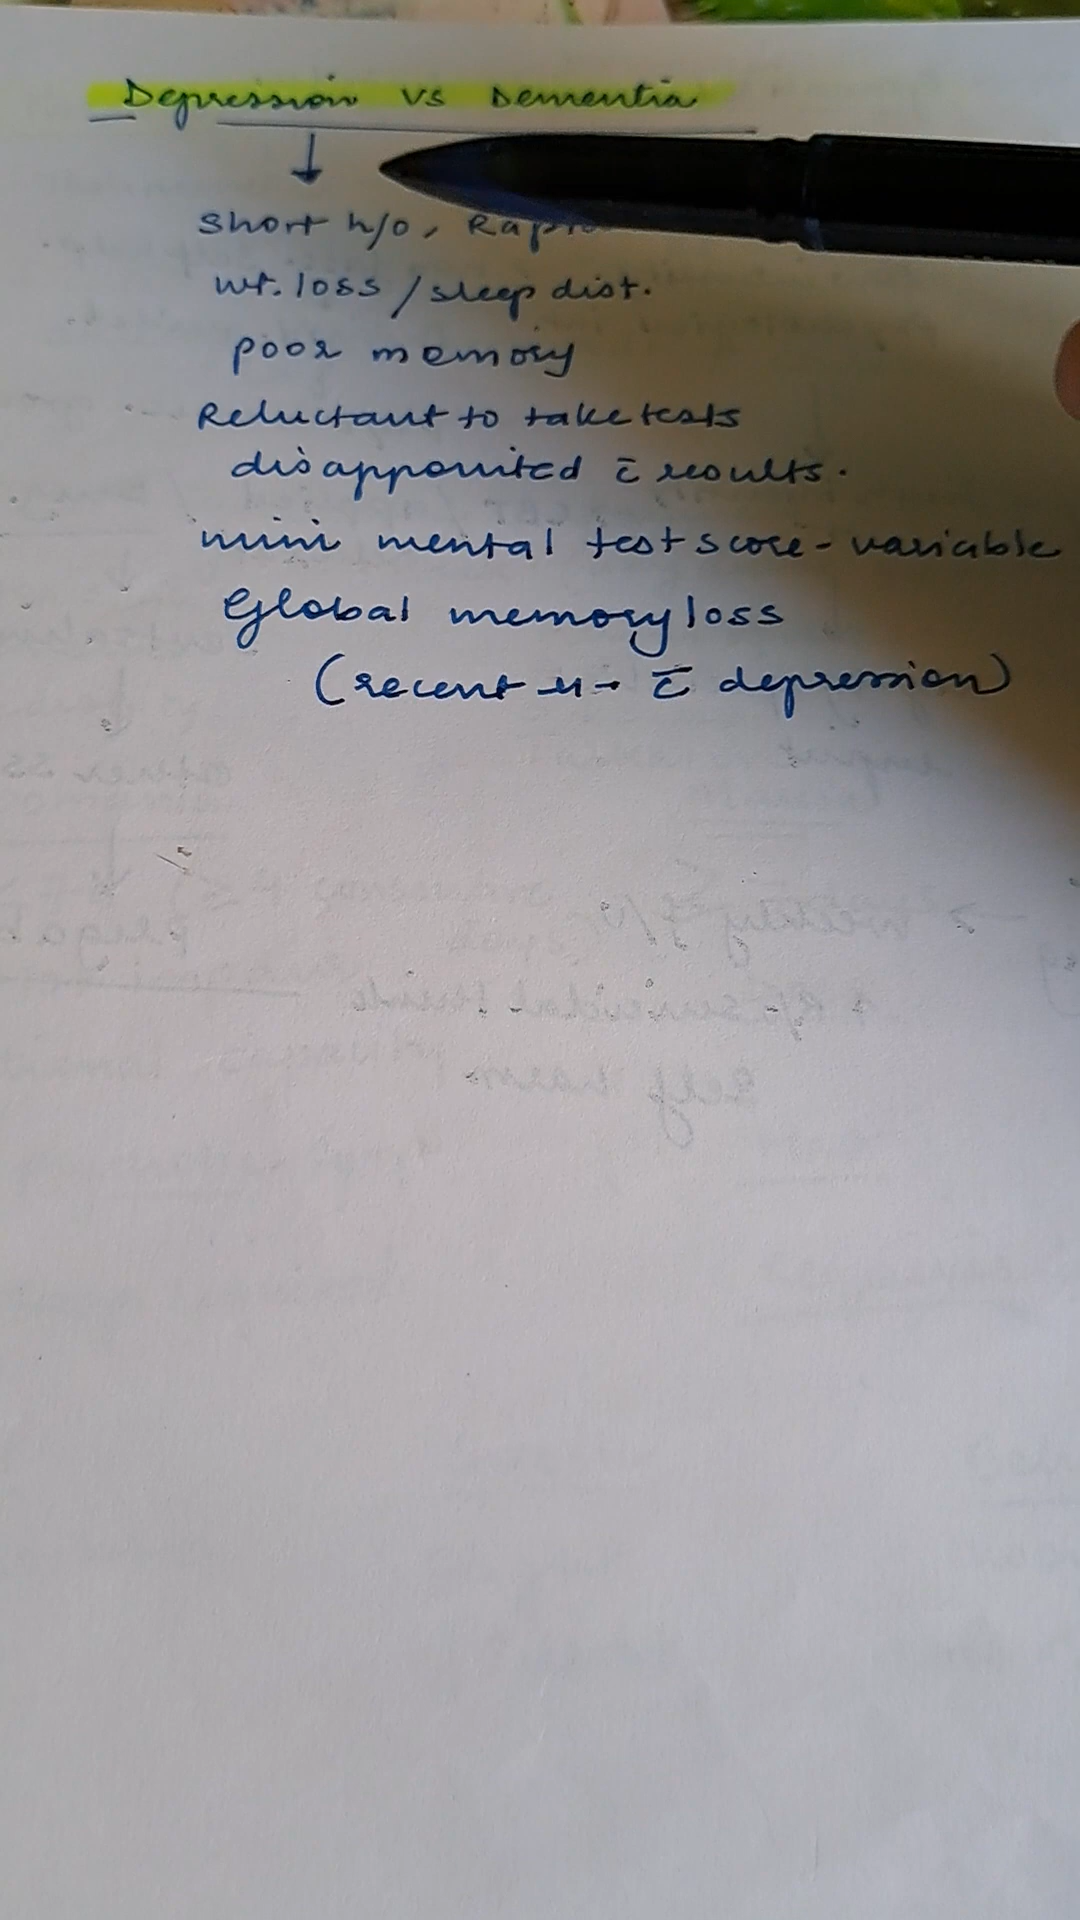 Depression vs Dementia
↓
Short h/o,
wt. loss / sleep dist.
poor memory
Reluctant to take tests
disappointed c̄ results.
mini mental test score - variable
Global memory loss
(recent c̄ depression)